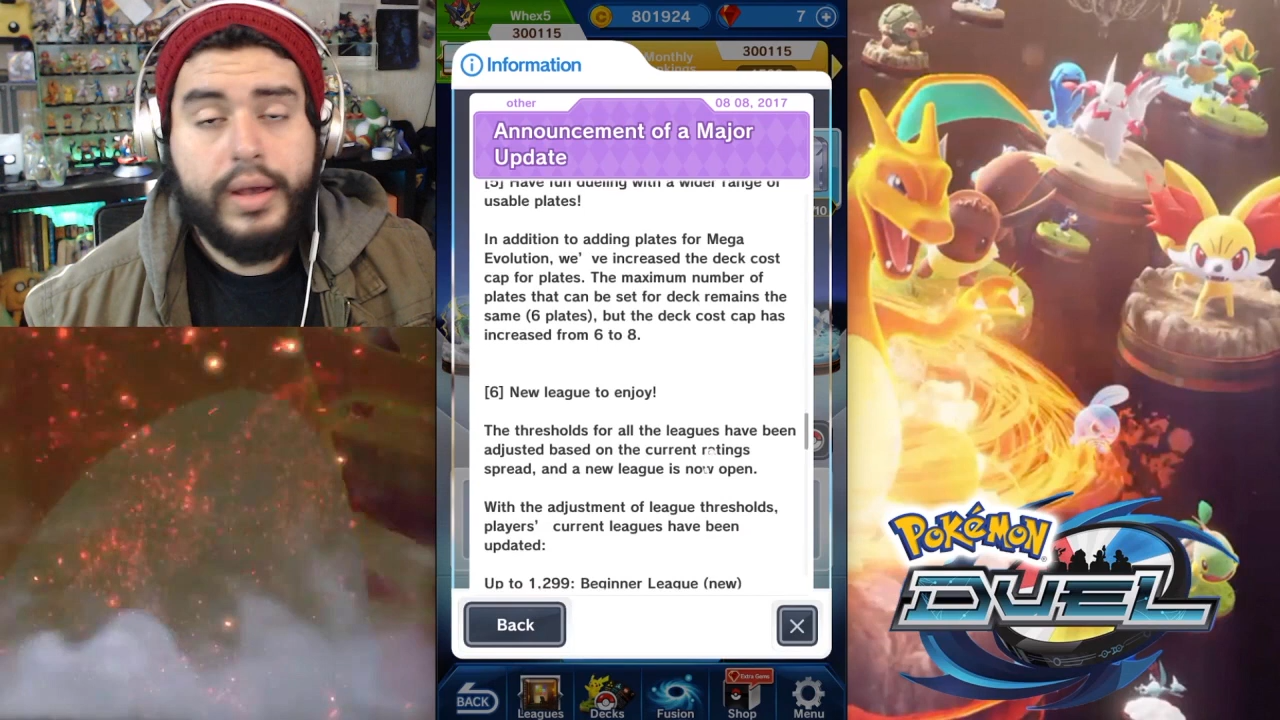 Whex5
300115
801924
7
Monthly
Rankings
300115
Information
other
08 08, 2017
Announcement of a Major
Update
[5] Have fun dueling with a wider range of
usable plates!
In addition to adding plates for Mega
Evolution, we' ve increased the deck cost
cap for plates. The maximum number of
plates that can be set for deck remains the
same (6 plates), but the deck cost cap has
increased from 6 to 8.
[6] New league to enjoy!
The thresholds for all the leagues have been
adjusted based on the current ratings
spread, and a new league is now open.
With the adjustment of league thresholds,
players' current leagues have been
updated:
Up to 1,299: Beginner League (new)
/10
Back
BACK
Leagues
Decks
Fusion
Extra Gems
Shop
Menu
POKéMON
DUEL